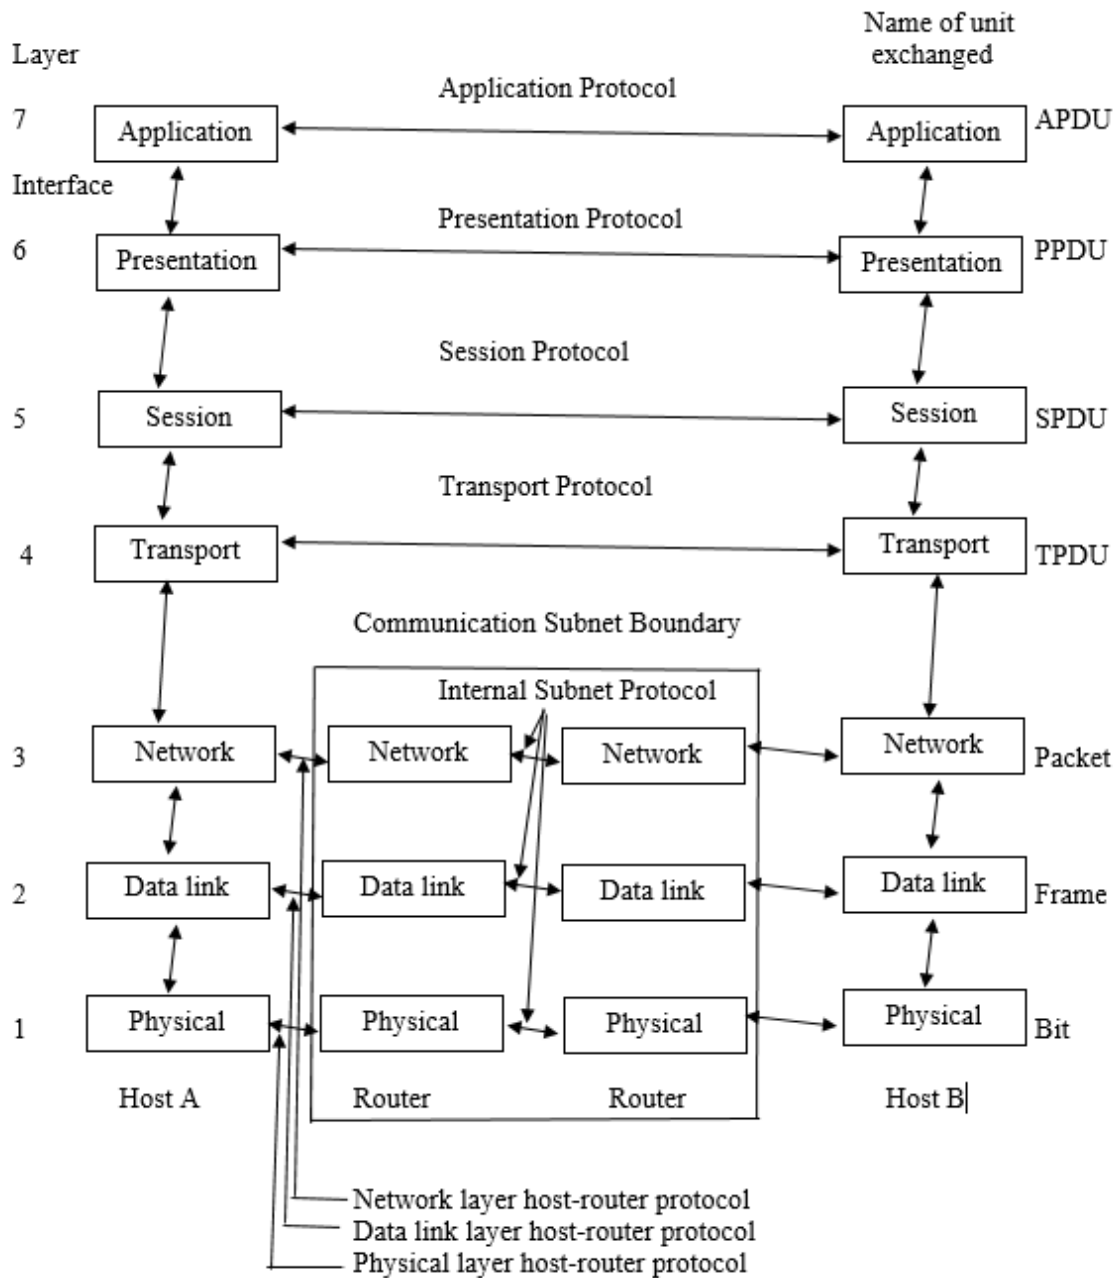 Name of unit
Layer
exchanged
Application Protocol
7
Application
Application
APDU
Interface
Presentation Protocol
6
Presentation
Presentation
PPDU
Session Protocol
5
Session
Session
SPDU
Transport Protocol
4
Transport
Transport
TPDU
Communication Subnet Boundary
Internal Subnet Protocol
3
Network
Network
Network
Network
Packet
2
Data link
Data link
Data link
Data link
Frame
1
Physical
Physical
Physical
Physical
Bit
Host A
Router
Router
Host B
Network layer host-router protocol
Data link layer host-router protocol
Physical layer host-router protocol